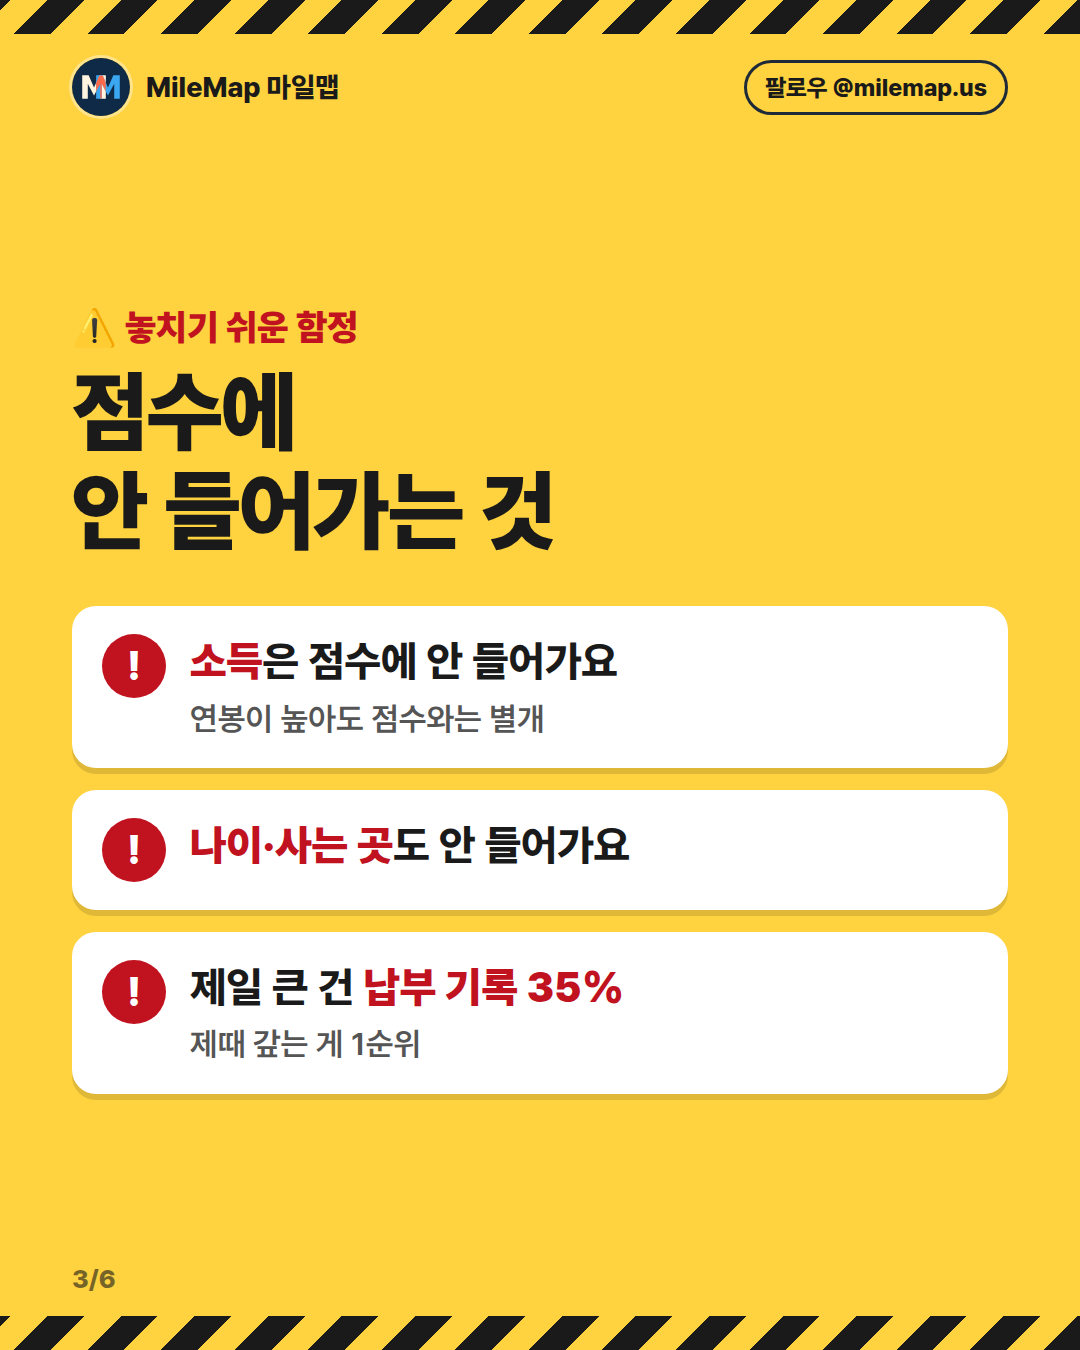 MM
MileMap 마일맵
팔로우 @milemap.us
⚠️ 놓치기 쉬운 함정
점수에
안 들어가는 것
! 소득은 점수에 안 들어가요
연봉이 높아도 점수와는 별개
! 나이·사는 곳도 안 들어가요
! 제일 큰 건 납부 기록 35%
제때 갚는 게 1순위
3/6